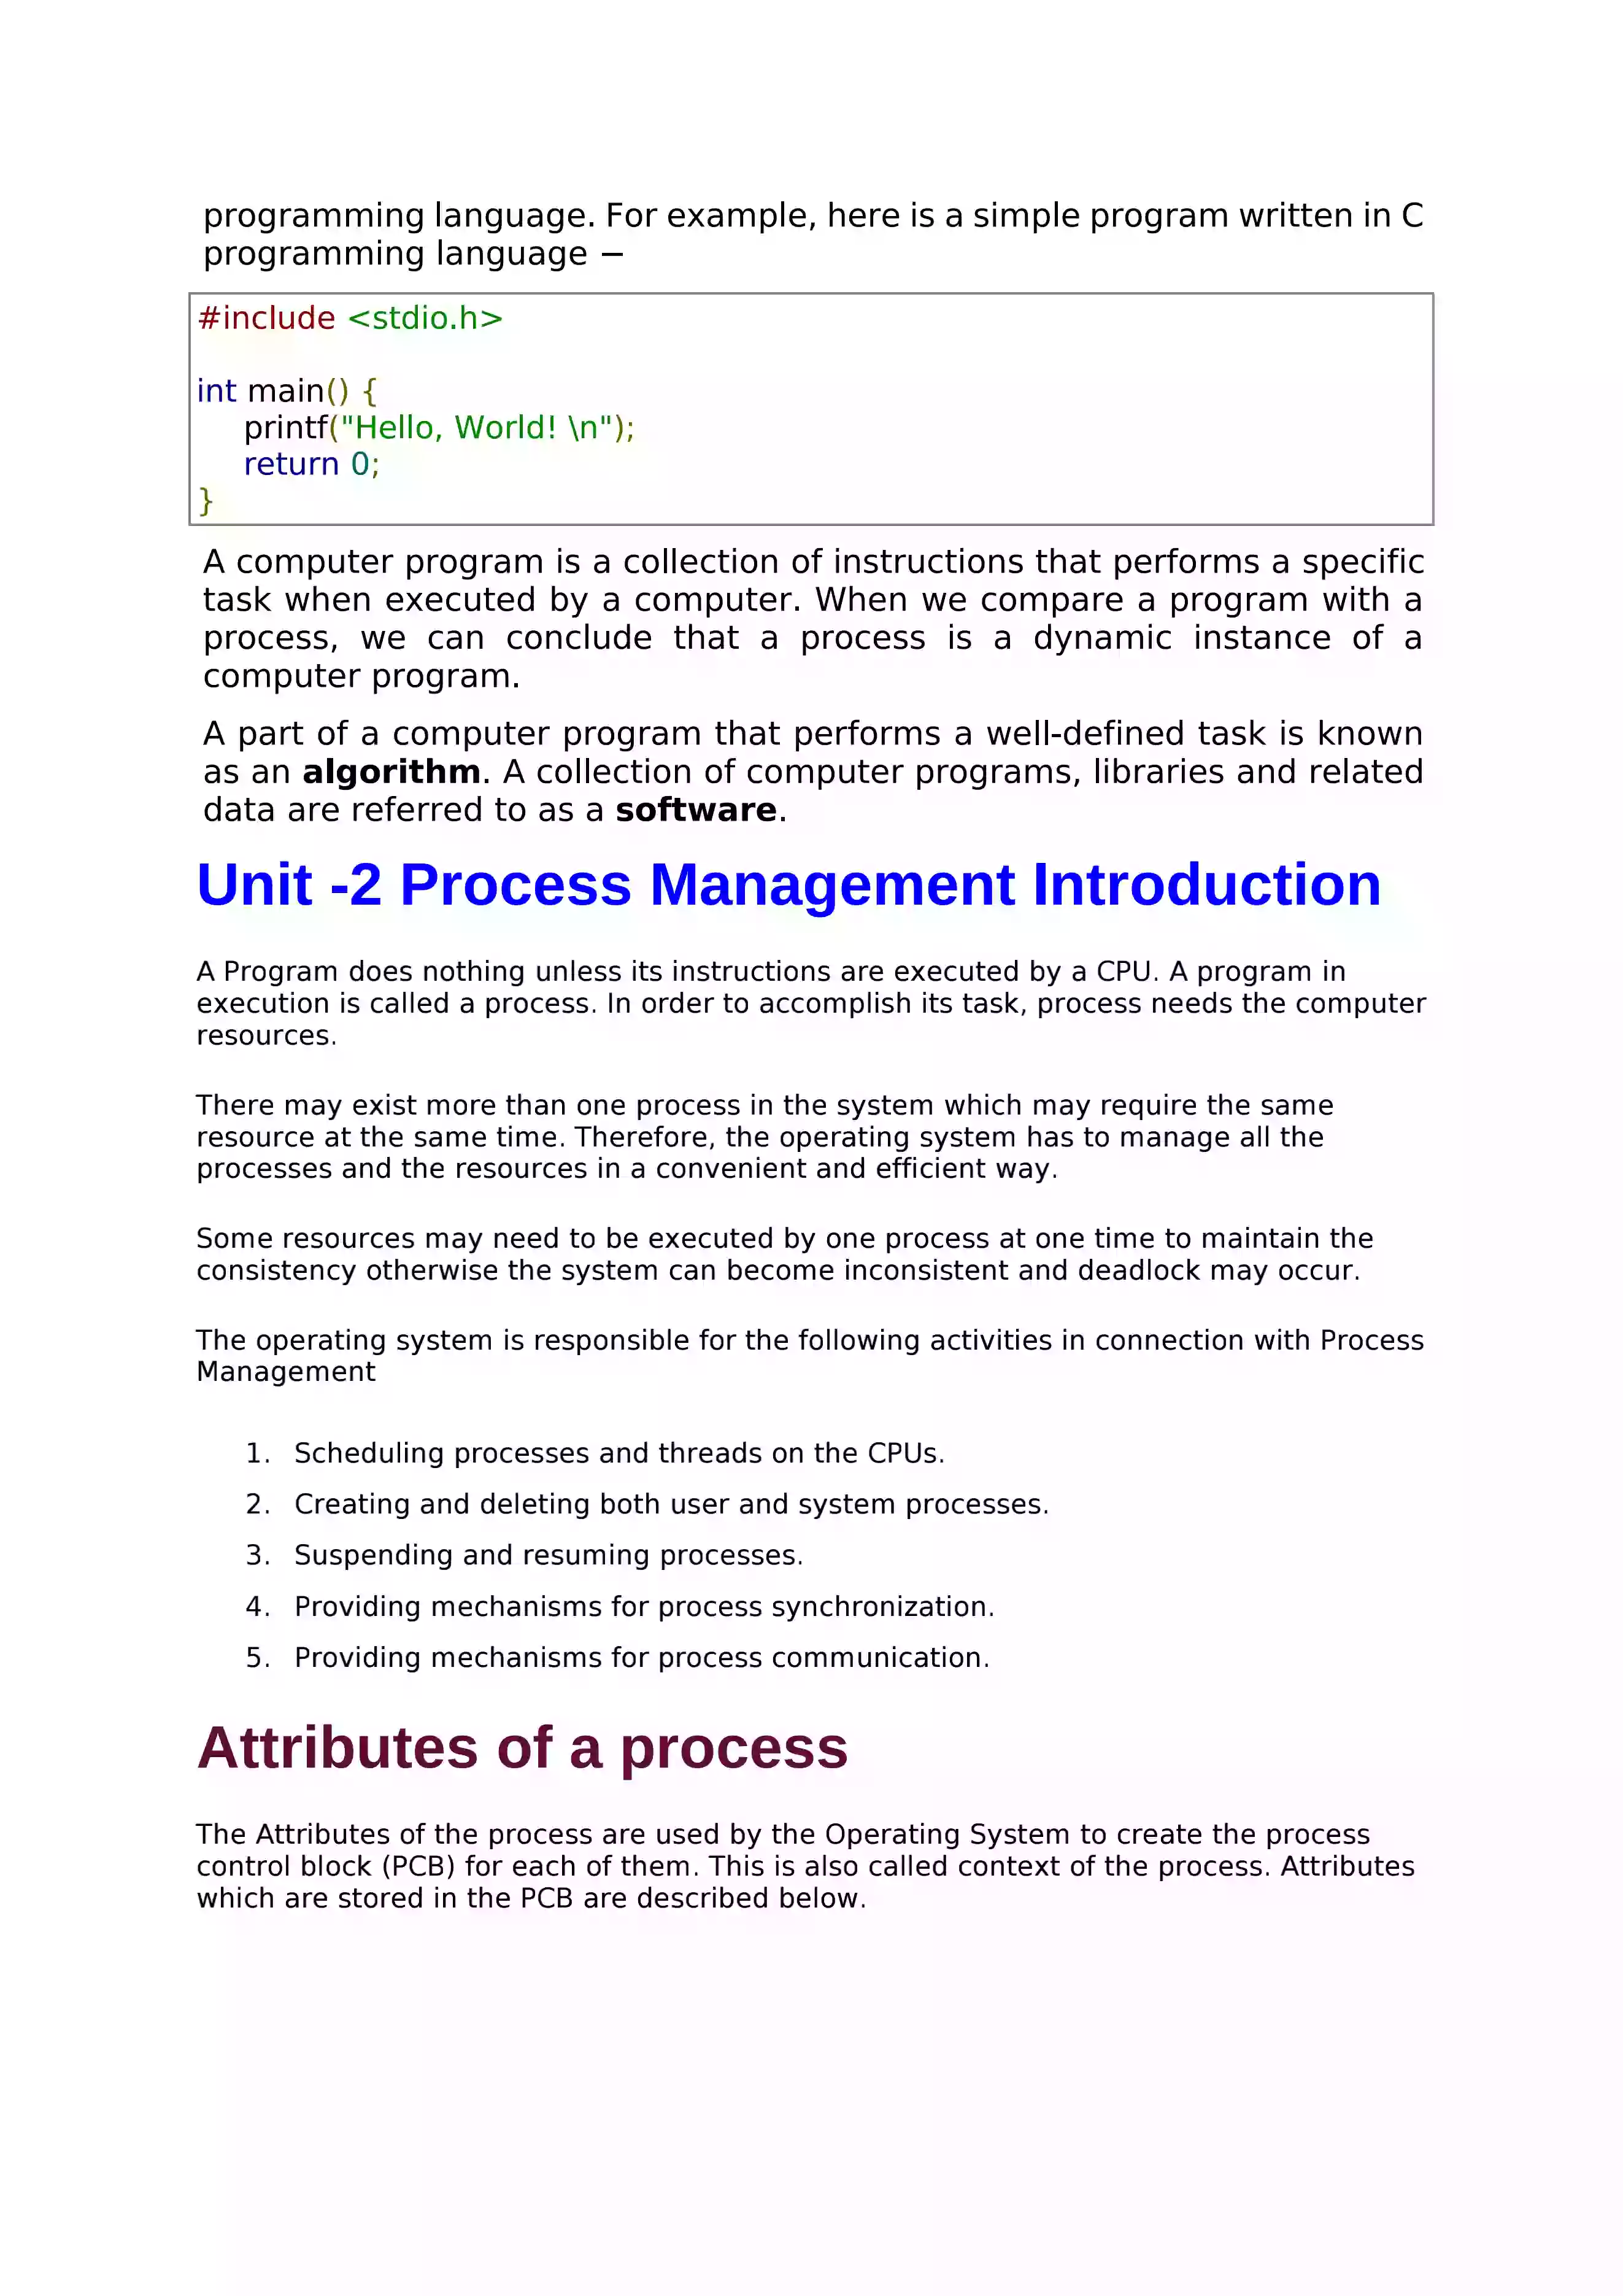 programming language. For example, here is a simple program written in C
programming language −
#include <stdio.h>
int main() {
printf("Hello, World! \n");
return 0;
}
A computer program is a collection of instructions that performs a specific
task when executed by a computer. When we compare a program with a
process, we can conclude that a process is a dynamic instance of a
computer program.
A part of a computer program that performs a well-defined task is known
as an algorithm. A collection of computer programs, libraries and related
data are referred to as a software.
Unit -2 Process Management Introduction
A Program does nothing unless its instructions are executed by a CPU. A program in
execution is called a process. In order to accomplish its task, process needs the computer
resources.
There may exist more than one process in the system which may require the same
resource at the same time. Therefore, the operating system has to manage all the
processes and the resources in a convenient and efficient way.
Some resources may need to be executed by one process at one time to maintain the
consistency otherwise the system can become inconsistent and deadlock may occur.
The operating system is responsible for the following activities in connection with Process
Management
1. Scheduling processes and threads on the CPUs.
2. Creating and deleting both user and system processes.
3. Suspending and resuming processes.
4. Providing mechanisms for process synchronization.
5. Providing mechanisms for process communication.
Attributes of a process
The Attributes of the process are used by the Operating System to create the process
control block (PCB) for each of them. This is also called context of the process. Attributes
which are stored in the PCB are described below.